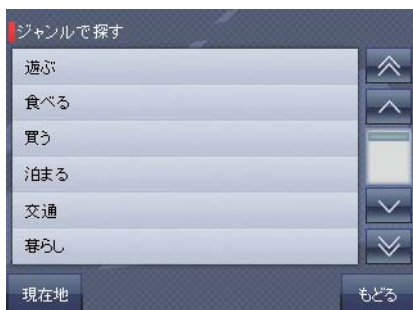 ジャンルで探す
遊ぶ
食べる
買う
泊まる
交通
暮らし
現在地
もどる